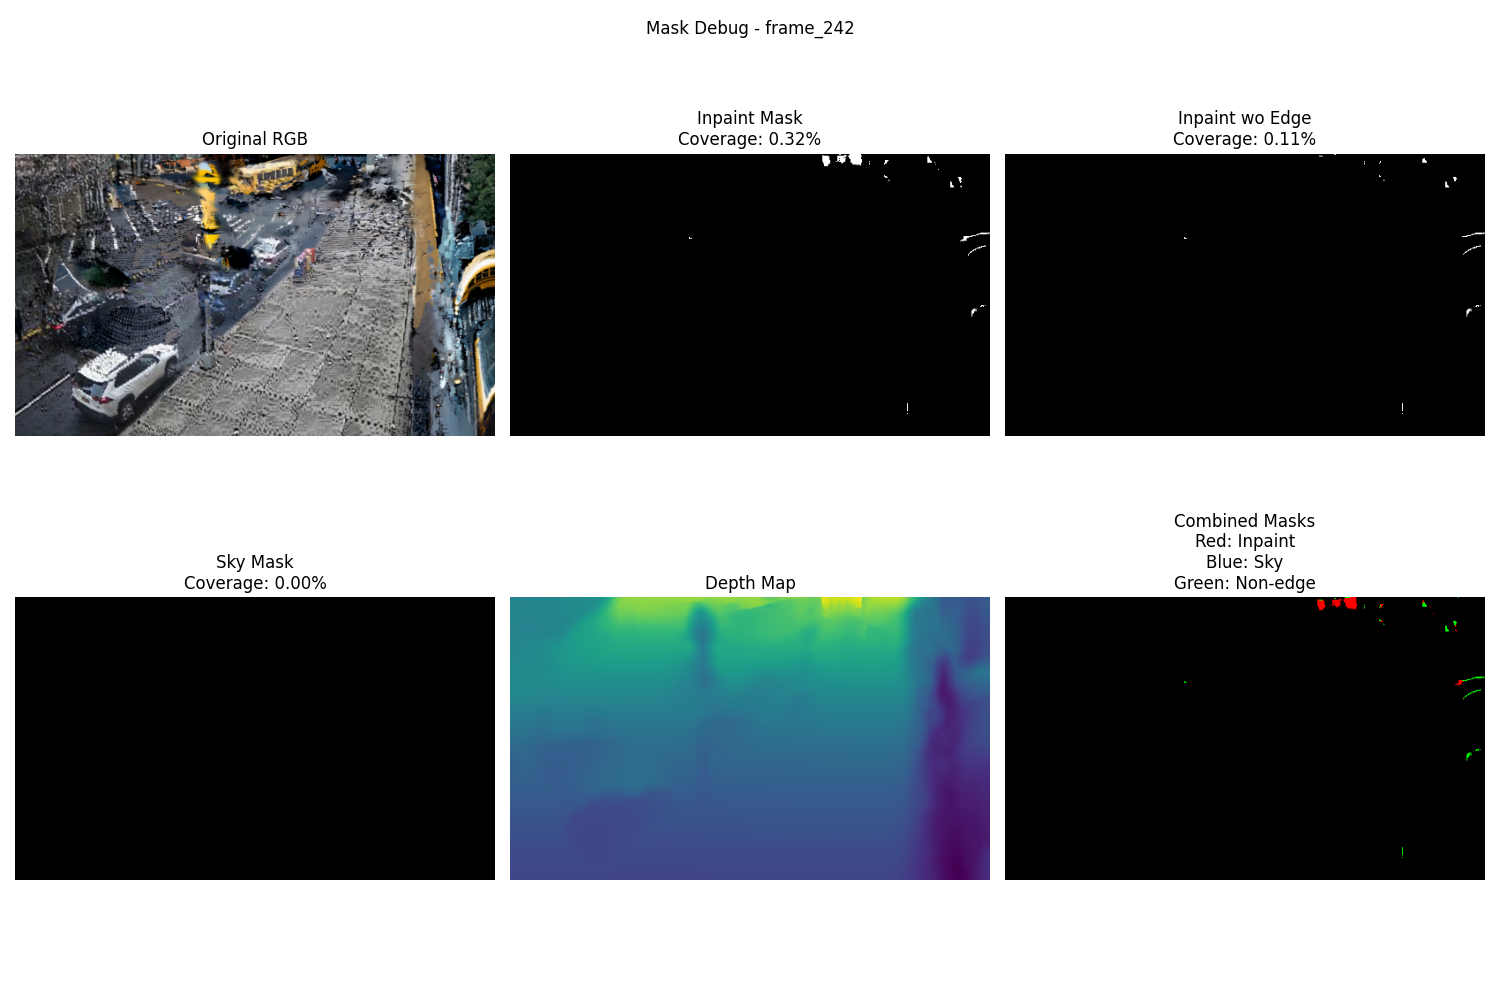 Mask Debug - frame_242
Original RGB
Inpaint Mask
Coverage: 0.32%
Inpaint wo Edge
Coverage: 0.11%
Sky Mask
Coverage: 0.00%
Depth Map
Combined Masks
Red: Inpaint
Blue: Sky
Green: Non-edge